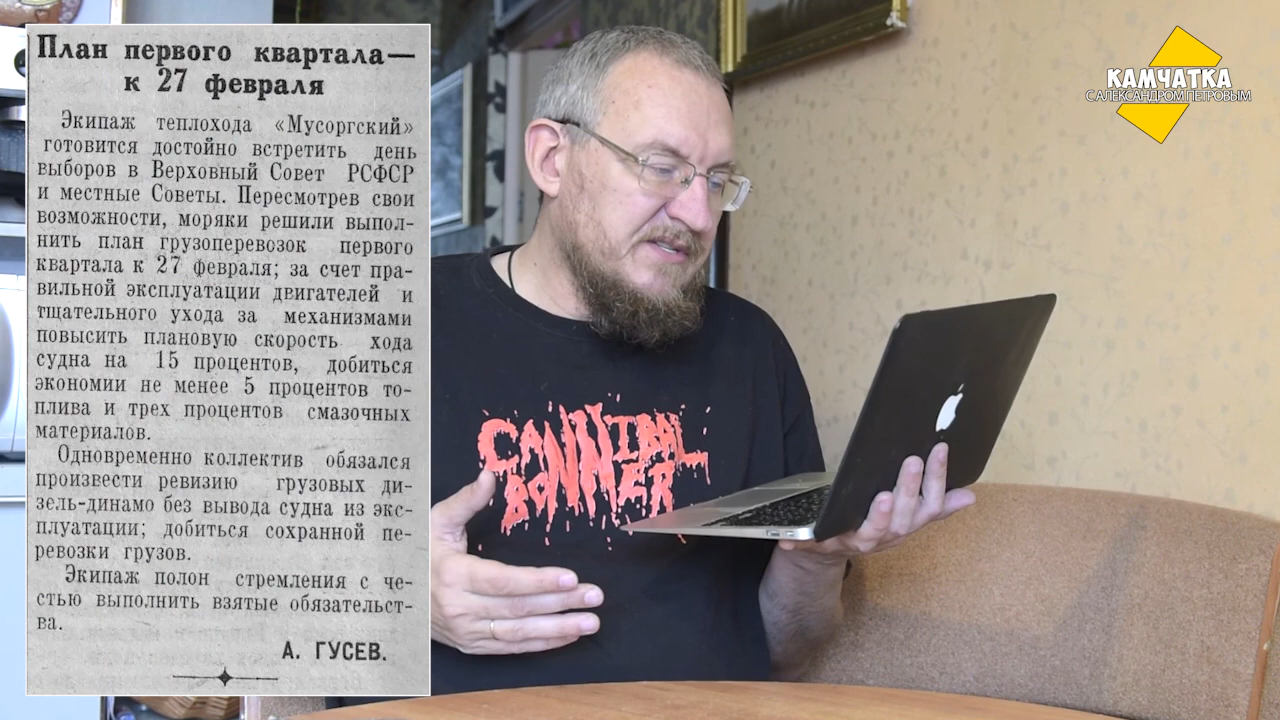 План первого квартала—
к 27 февраля
Экипаж теплохода «Мусоргский»
готовится достойно встретить день
выборов в Верховный Совет РСФСР
и местные Советы. Пересмотрев свои
возможности, моряки решили выпол-
нить план грузоперевозок первого
квартала к 27 февраля; за счет пра-
вильной эксплуатации двигателей и
тщательного ухода за механизмами
повысить плановую скорость хода
судна на 15 процентов, добиться
экономии не менее 5 процентов то-
плива и трех процентов смазочных
материалов.
Одновременно коллектив обязался
произвести ревизию грузовых ди-
зель-динамо без вывода судна из экс-
плуатации; добиться сохранной пе-
ревозки грузов.
Экипаж полон стремления с че-
стью выполнить взятые обязательст-
ва.
А. ГУСЕВ.
КАМЧАТКА
С АЛЕКСАНДРОМ ПЕТРОВЫМ
CANNIBAL
BONNER